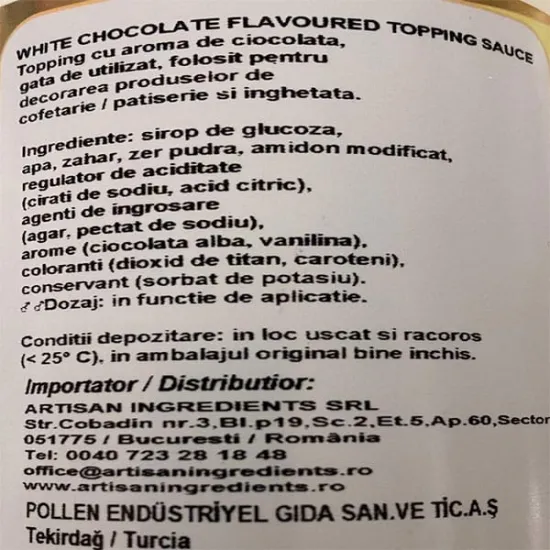 WHITE CHOCOLATE FLAVOURED TOPPING SAUCE
Topping cu aroma de ciocolata,
gata de utilizat, folosit pentru
decorarea produselor de
cofetarie / patiserie si inghetata.
Ingrediente: sirop de glucoza,
apa, zahar, zer pudra, amidon modificat,
regulator de aciditate
(cirati de sodiu, acid citric),
agenti de ingrosare
(agar, pectat de sodiu),
arome (ciocolata alba, vanilina),
coloranti (dioxid de titan, caroteni),
conservant (sorbat de potasiu).
♂♂Dozaj: in functie de aplicatie.
Conditii depozitare: in loc uscat si racoros
(< 25° C), in ambalajul original bine inchis.
Importator / Distributior:
ARTISAN INGREDIENTS SRL
Str.Cobadin nr.3,Bl.p19,Sc.2,Et.5,Ap.60,Sector
051775 / Bucuresti / România
Tel: 0040 723 28 18 48
office@artisaningredients.ro
www.artisaningredients.ro
POLLEN ENDÜSTRİYEL GIDA SAN.VE TİC.A.Ş
Tekirdağ / Turcia